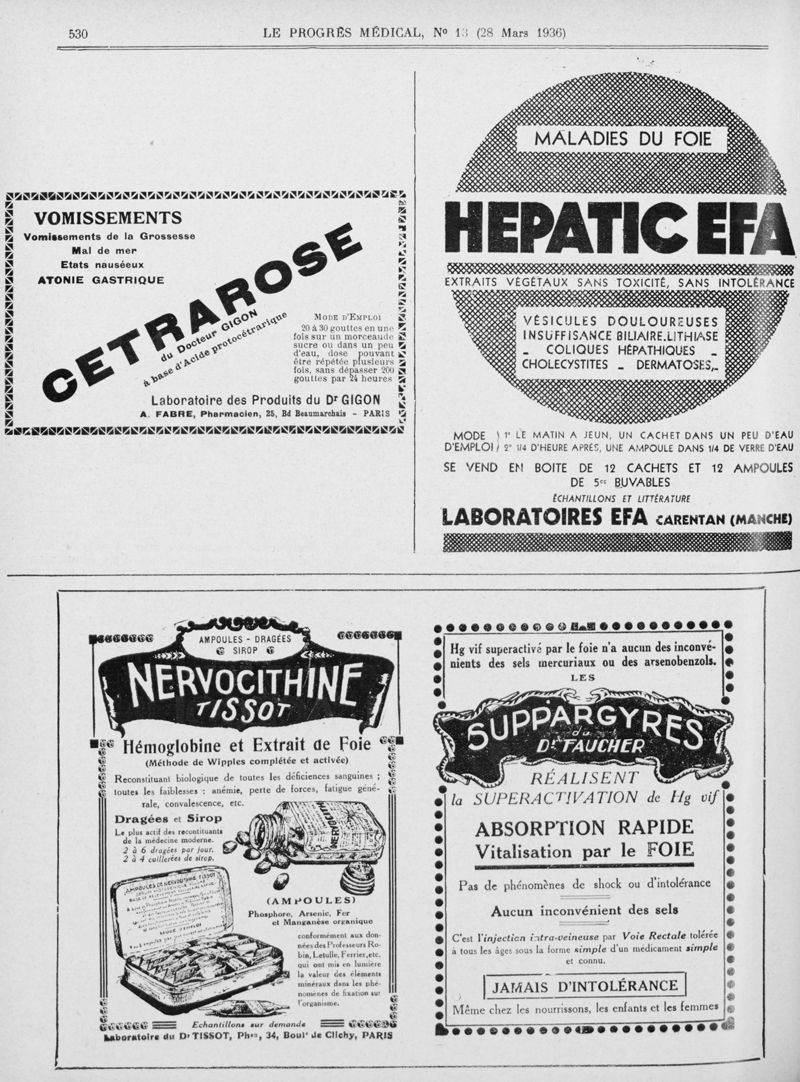 530
LE PROGRÈS MÉDICAL, No 13 (28 Mars 1936)
VOMISSEMENTS
Vomissements de la Grossesse
Mal de mer
Etats nauséeux
ATONIE GASTRIQUE
CETRAROSE
du Docteur GIGON
à base d'Acide protocétrarique
MODE D'EMPLOI
20 à 30 gouttes en une
fois sur un morceau de
sucre ou dans un peu
d'eau, dose pouvant
être répétée plusieurs
fois, sans dépasser 200
gouttes par 24 heures
Laboratoire des Produits du Dr GIGON
A. FABRE, Pharmacien, 25, Bd Beaumarchais - PARIS
MALADIES DU FOIE
HEPATIC EFA
EXTRAITS VÉGÉTAUX SANS TOXICITÉ, SANS INTOLÉRANCE
VÉSICULES DOULOUREUSES
INSUFFISANCE BILIAIRE.LITHIASE
- COLIQUES HÉPATHIQUES -
CHOLECYSTITES - DERMATOSES,-
MODE } 1º LE MATIN A JEUN, UN CACHET DANS UN PEU D'EAU
D'EMPLOI } 2º 1/4 D'HEURE APRÉS, UNE AMPOULE DANS 1/4 DE VERRE D'EAU
SE VEND EN BOITE DE 12 CACHETS ET 12 AMPOULES
DE 5cc BUVABLES
ÉCHANTILLONS ET LITTÉRATURE
LABORATOIRES EFA CARENTAN (MANCHE)
AMPOULES - DRAGÉES
SIROP
NERVOCITHINE
TISSOT
Hémoglobine et Extrait de Foie
(Méthode de Wipples complétée et activée)
Reconstituant biologique de toutes les déficiences sanguines ;
toutes les faiblesses : anémie, perte de forces, fatigue géné-
rale, convalescence, etc.
Dragées et Sirop
Le plus actif des reconstituants
de la médecine moderne.
2 à 6 dragées par jour.
2 à 4 cuillerées de sirop.
NERVOCITHINE
AMPOULES DE NERVOCITHINE TISSOT
(AMPOULES)
Phosphore, Arsenic, Fer
et Manganèse organique
conformément aux don-
nées des Professeurs Ro-
bin, Letulle, Ferrier, etc.
qui ont mis en lumière
la valeur des éléments
minéraux dans les phé-
nomènes de fixation sur
l'organisme.
Echantillons sur demande
Laboratoire du Dr TISSOT, Phen, 34, Boulr de Clichy, PARIS
Hg vif superactivé par le foie n'a aucun des inconvé-
nients des sels mercuriaux ou des arsenobenzols.
LES
SUPPARGYRES
du
Dr FAUCHER
RÉALISENT
la SUPERACTIVATION de Hg vif
ABSORPTION RAPIDE
Vitalisation par le FOIE
Pas de phénomènes de shock ou d'intolérance
Aucun inconvénient des sels
C'est l'injection intra-veineuse par Voie Rectale tolérée
à tous les âges sous la forme simple d'un médicament simple
et connu.
JAMAIS D'INTOLÉRANCE
Même chez les nourrissons, les enfants et les femmes